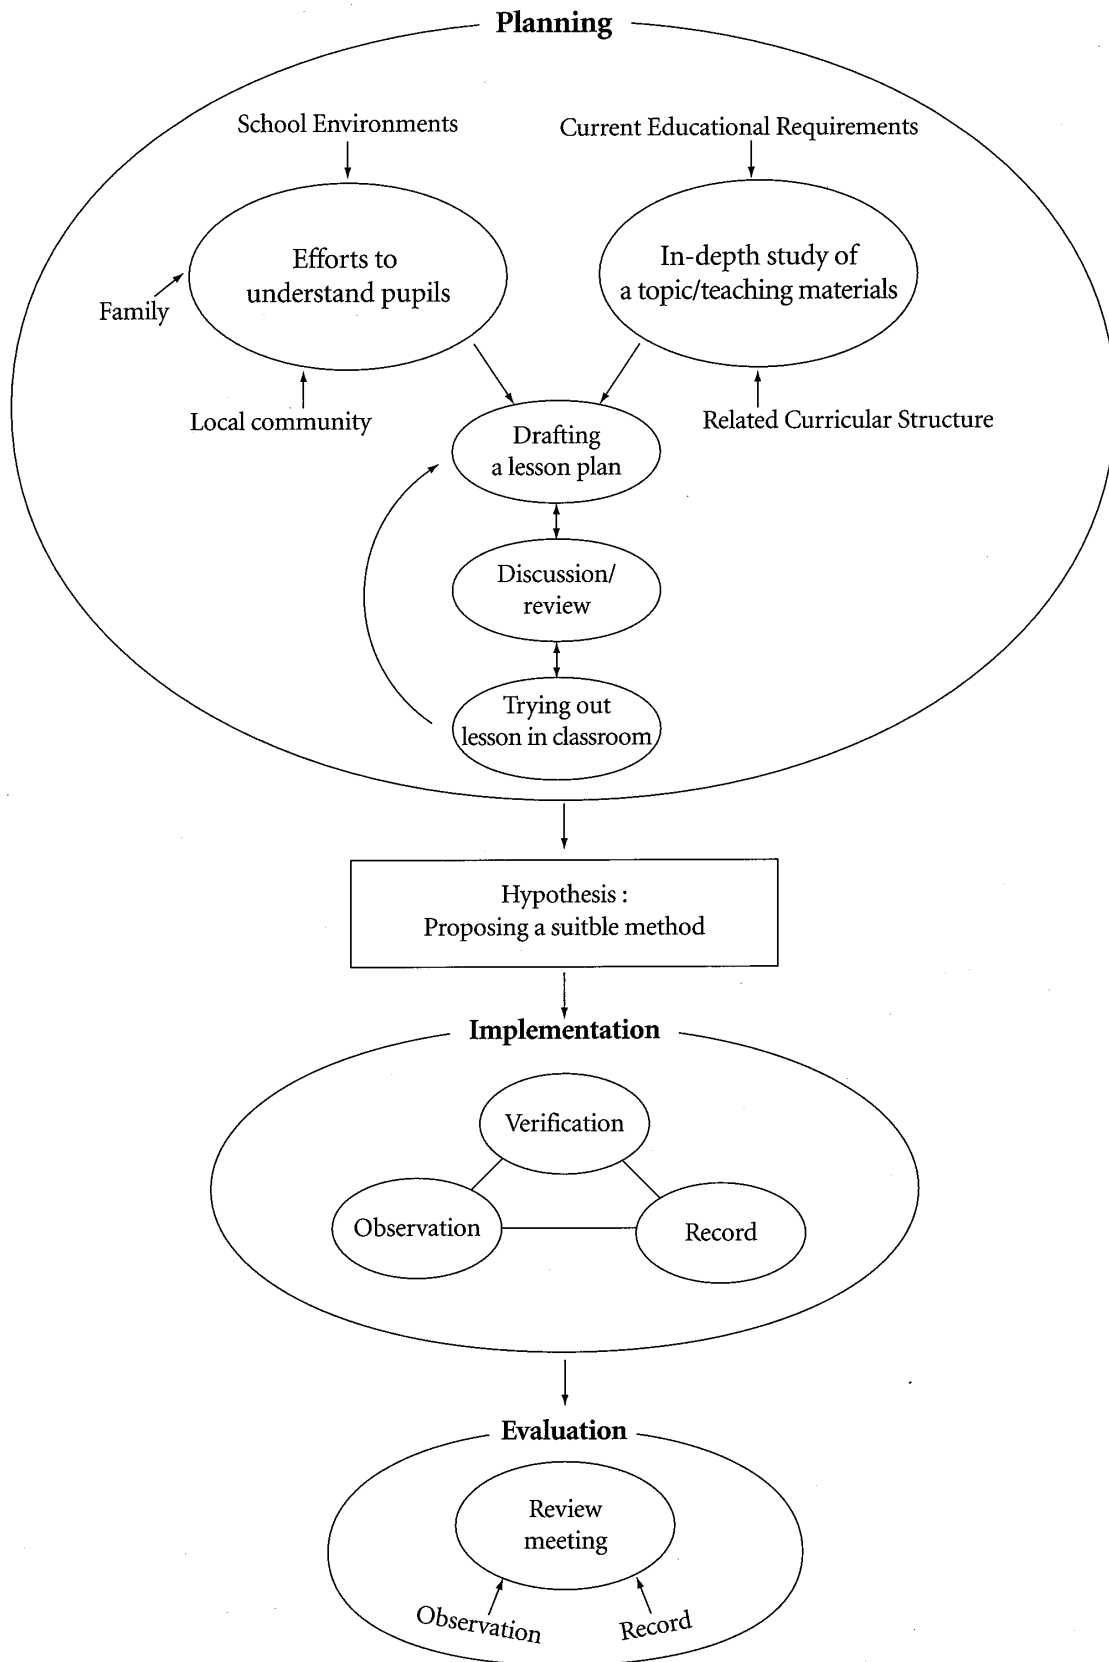 Planning
School Environments
Current Educational Requirements
Efforts to
understand pupils
In-depth study of
a topic/teaching materials
Family
Local community
Related Curricular Structure
Drafting
a lesson plan
Discussion/
review
Trying out
lesson in classroom
Hypothesis :
Proposing a suitble method
Implementation
Verification
Observation
Record
Evaluation
Review
meeting
Observation
Record